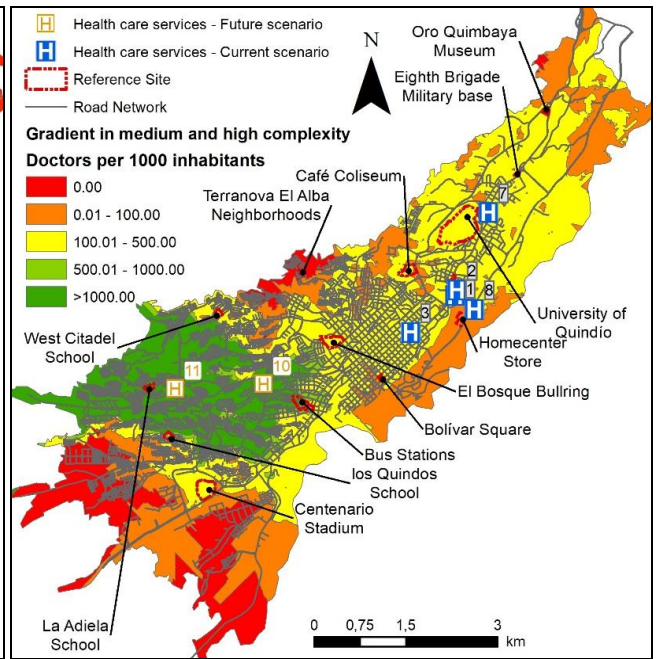 H Health care services - Future scenario
H Health care services - Current scenario
Reference Site
Road Network
Gradient in medium and high complexity
Doctors per 1000 inhabitants
0.00
0.01 - 100.00
100.01 - 500.00
500.01 - 1000.00
>1000.00
N
Oro Quimbaya
Museum
Eighth Brigade
Military base
Café Coliseum
Terranova El Alba
Neighborhoods
7
H
2
1 8
H
H
3
H
University of
Quindío
Homecenter
Store
West Citadel
School
11
H
10
H
El Bosque Bullring
Bolívar Square
Bus Stations
los Quindos
School
Centenario
Stadium
La Adiela
School
0 0,75 1,5 3
km